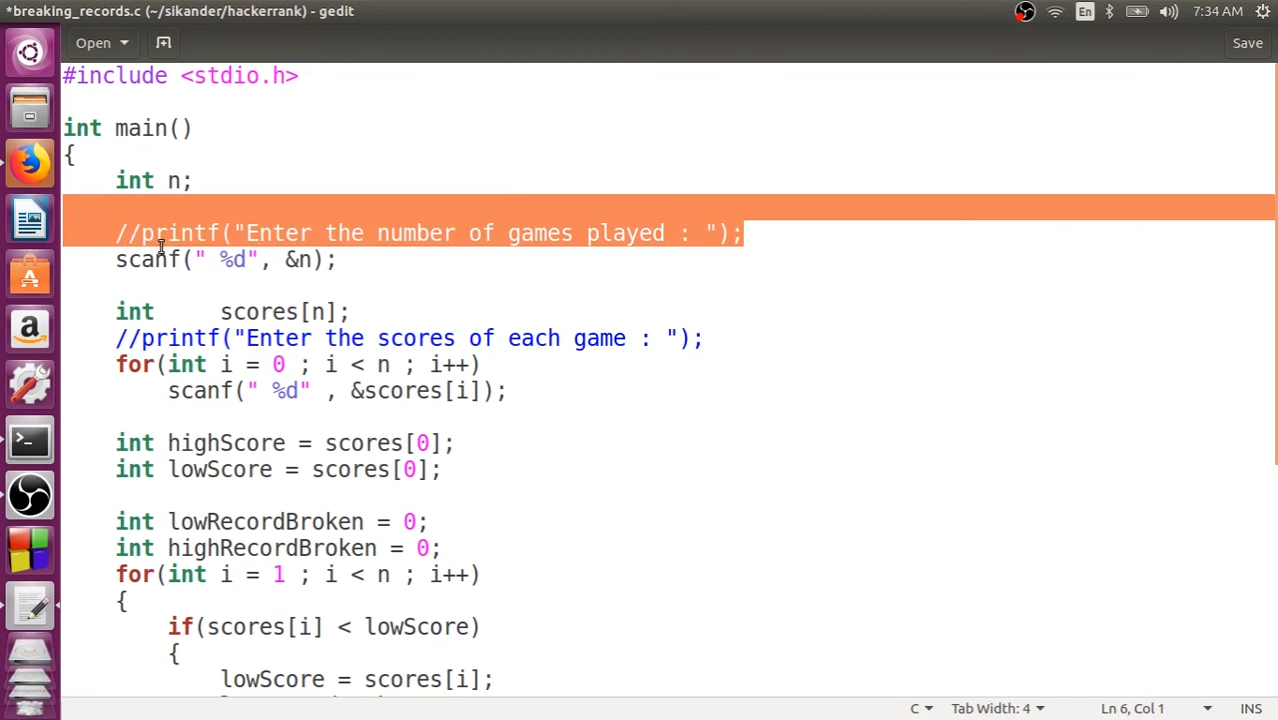 *breaking_records.c (~/sikander/hackerrank) - gedit
En
7:34 AM
Open
Save
#include <stdio.h>
int main()
{
int n;
//printf("Enter the number of games played : ");
scanf(" %d", &n);
int scores[n];
//printf("Enter the scores of each game : ");
for(int i = 0 ; i < n ; i++)
scanf(" %d" , &scores[i]);
int highScore = scores[0];
int lowScore = scores[0];
int lowRecordBroken = 0;
int highRecordBroken = 0;
for(int i = 1 ; i < n ; i++)
{
if(scores[i] < lowScore)
{
lowScore = scores[i];
C
Tab Width: 4
Ln 6, Col 1
INS